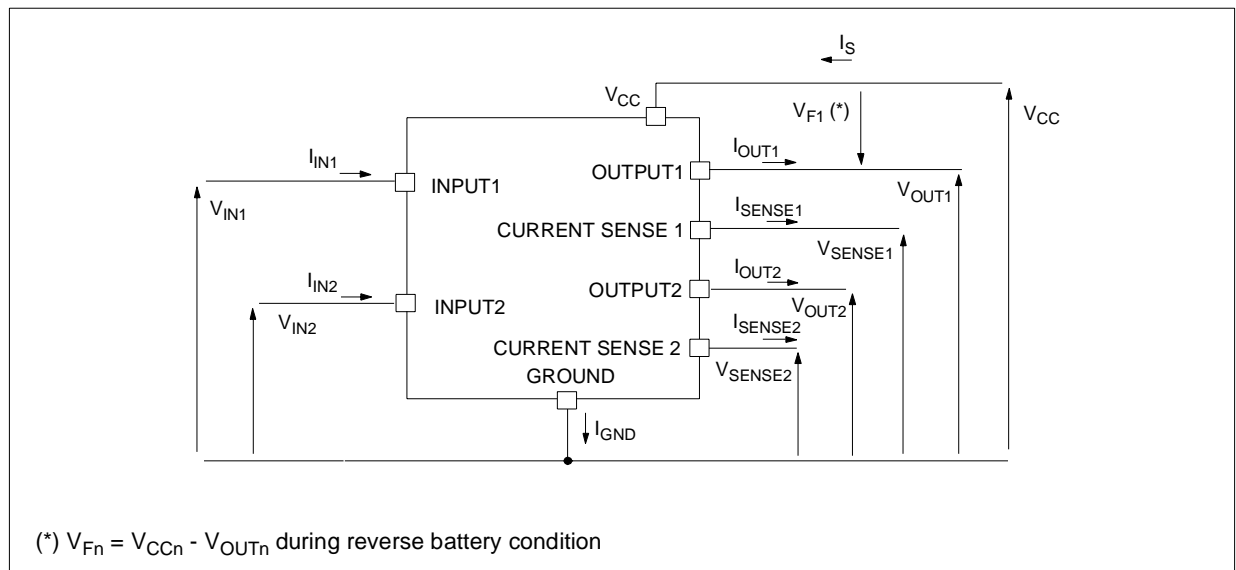 I_S
V_CC
V_F1 (*)
V_CC
I_IN1
I_OUT1
INPUT1
OUTPUT1
V_IN1
V_OUT1
I_SENSE1
CURRENT SENSE 1
V_SENSE1
I_IN2
I_OUT2
INPUT2
OUTPUT2
V_IN2
V_OUT2
I_SENSE2
CURRENT SENSE 2
V_SENSE2
GROUND
I_GND
(*) V_Fn = V_CCn - V_OUTn during reverse battery condition